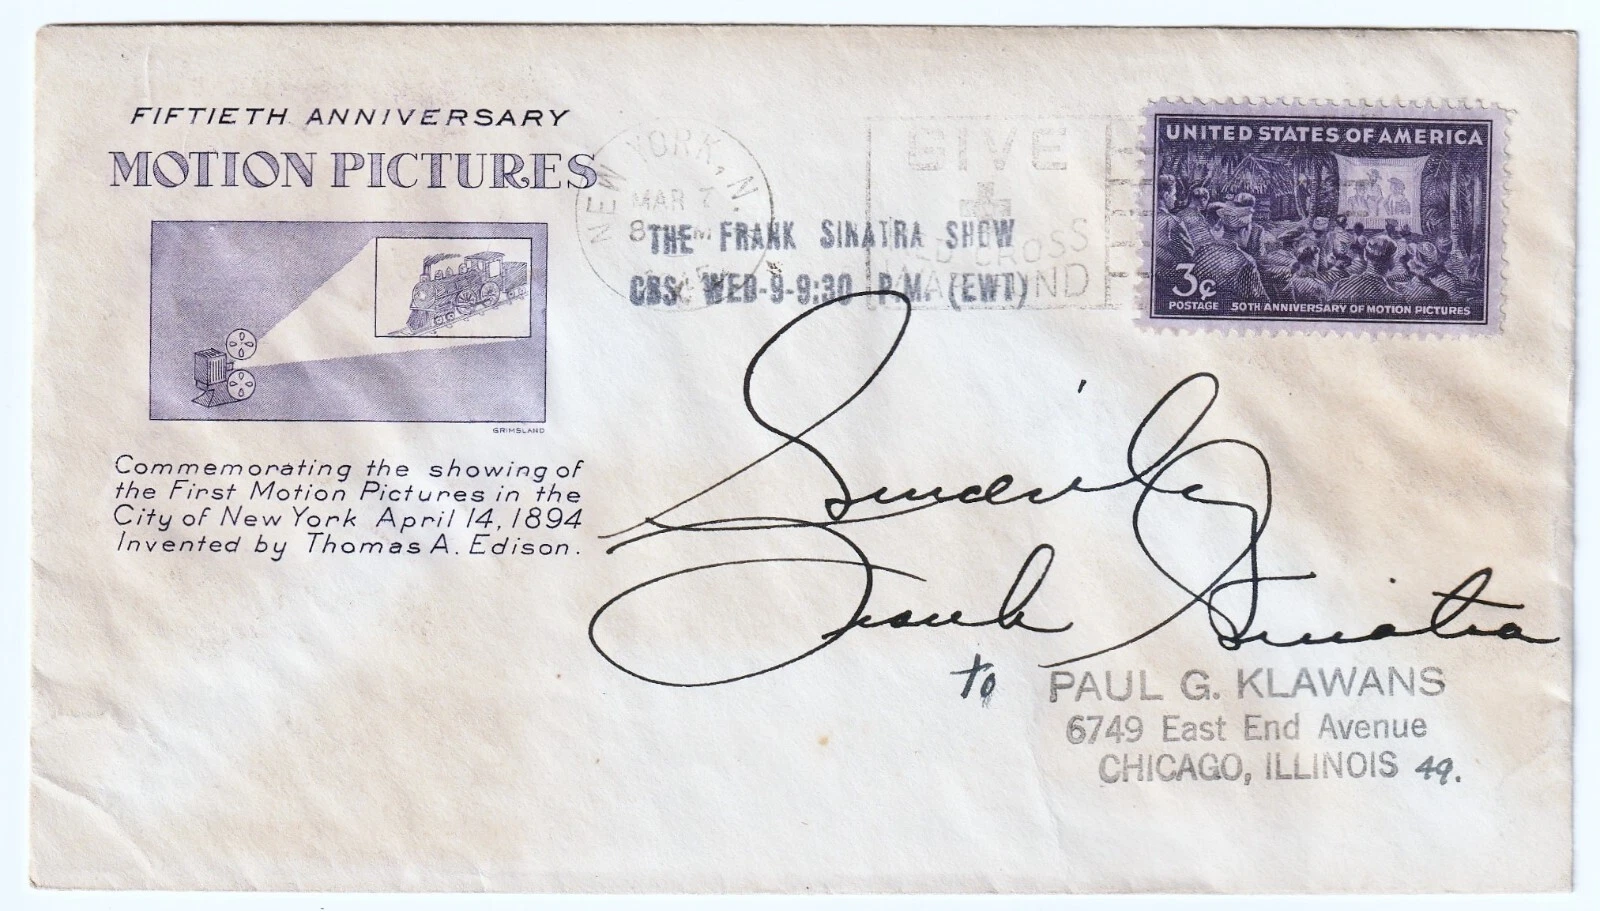 FIFTIETH ANNIVERSARY
MOTION PICTURES
GRIMSLAND
Commemorating the showing of
the First Motion Pictures in the
City of New York April 14, 1894
Invented by Thomas A. Edison.
NEW YORK, N.
MAR 7
8
GIVE
RED CROSS
WAR FUND
THE FRANK SINATRA SHOW
CBS WED-9-9:30 P.M. (EWT)
UNITED STATES OF AMERICA
3¢
POSTAGE 50TH ANNIVERSARY OF MOTION PICTURES
Sincerely
Frank Sinatra
to PAUL G. KLAWANS
6749 East End Avenue
CHICAGO, ILLINOIS 49.